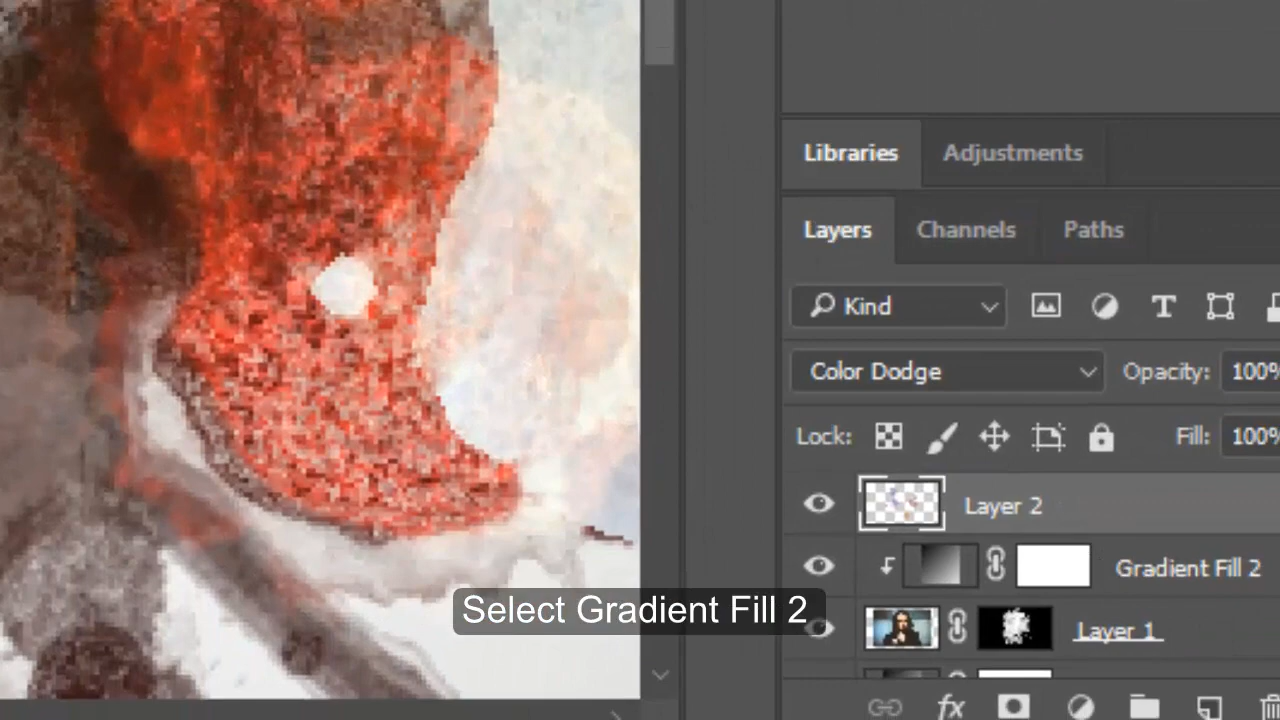 Libraries Adjustments
Layers Channels Paths
Kind
Color Dodge Opacity: 100%
Lock: Fill: 100%
Layer 2
Gradient Fill 2
Select Gradient Fill 2
Layer 1
fx